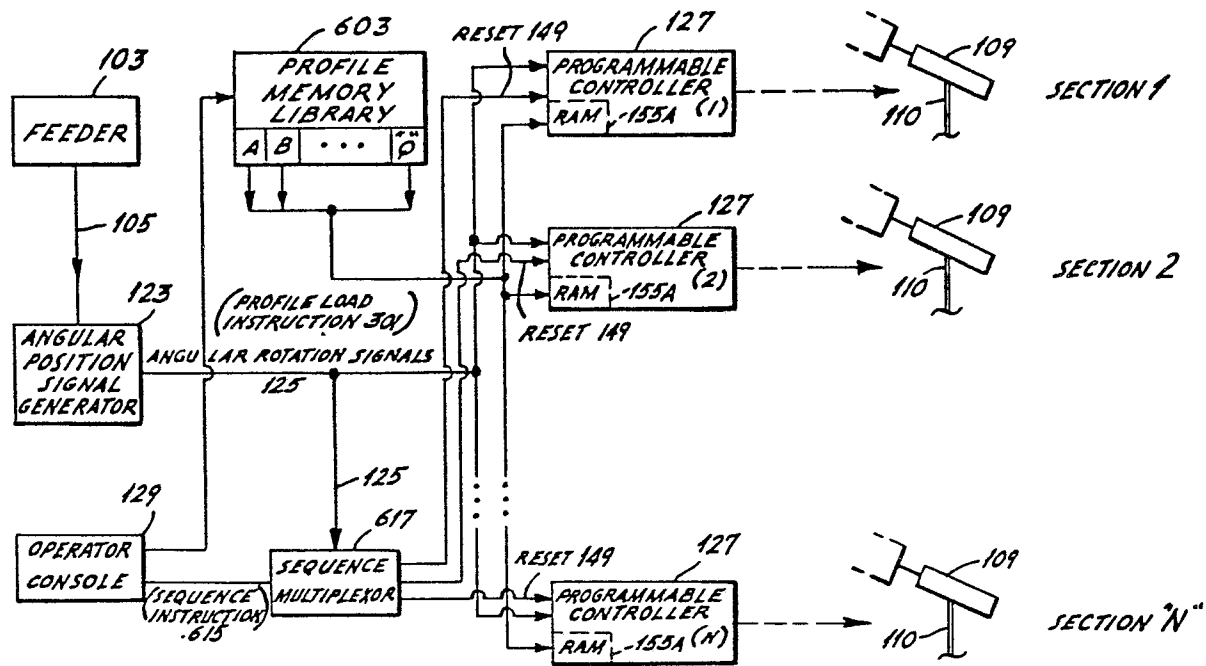 603
PROFILE
MEMORY
LIBRARY
A B ... "Q"
103
FEEDER
105
123
ANGULAR
POSITION
SIGNAL
GENERATOR
(PROFILE LOAD
INSTRUCTION 301)
ANGULAR ROTATION SIGNALS
125
125
129
OPERATOR
CONSOLE
(SEQUENCE
INSTRUCTION
.615)
617
SEQUENCE
MULTIPLEXOR
RESET 149
127
PROGRAMMABLE
CONTROLLER
(1)
RAM
155A
109
110
SECTION 1
127
PROGRAMMABLE
CONTROLLER
(2)
RAM
155A
RESET 149
109
110
SECTION 2
RESET 149
127
PROGRAMMABLE
CONTROLLER
(N)
RAM
155A
109
110
SECTION "N"